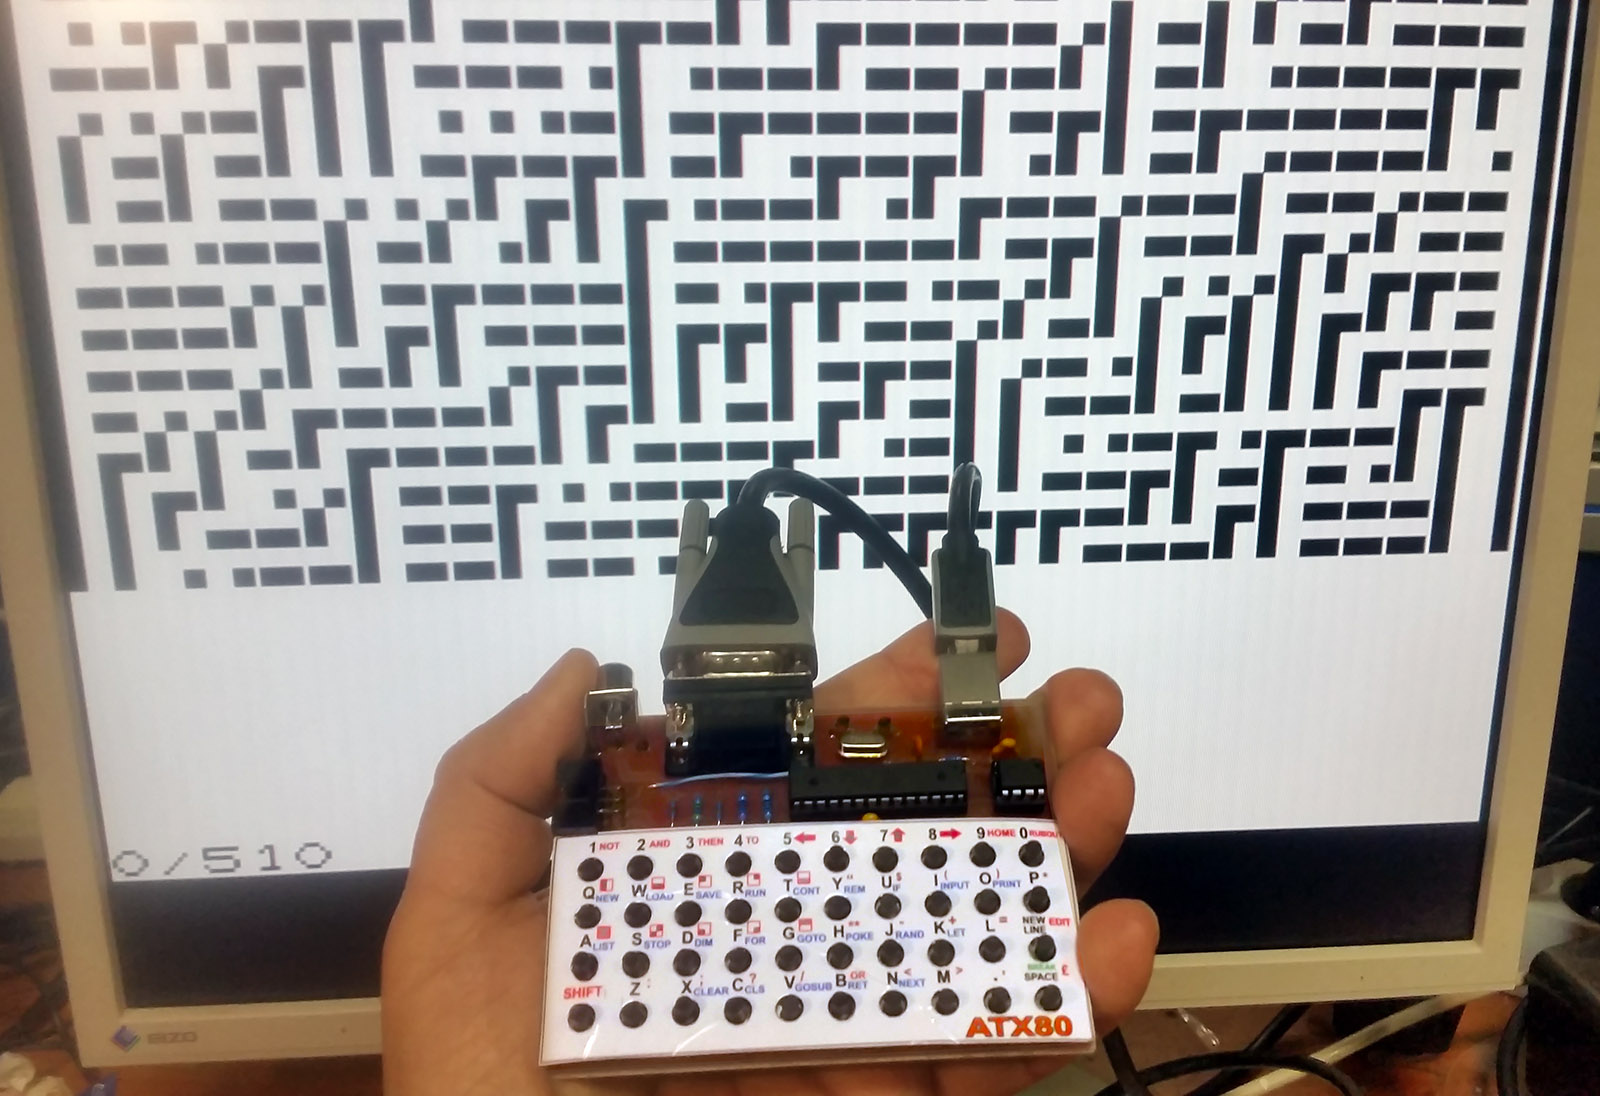 0/510
1 NOT 2 AND 3 THEN 4 TO 5 6 7 8 9 HOME 0 RUBOU
Q NEW W LOAD E SAVE R RUN T CONT Y " REM U $ IF I ( INPUT O ) PRINT P *
A LIST S STOP D DIM F FOR G GOTO H ** POKE J - RAND K + LET L = NEW LINE EDIT
SHIFT Z : X ; CLEAR C ? CLS V / GOSUB B OR RET N < NEXT M > . , BREAK SPACE £
ATX80
EIZO